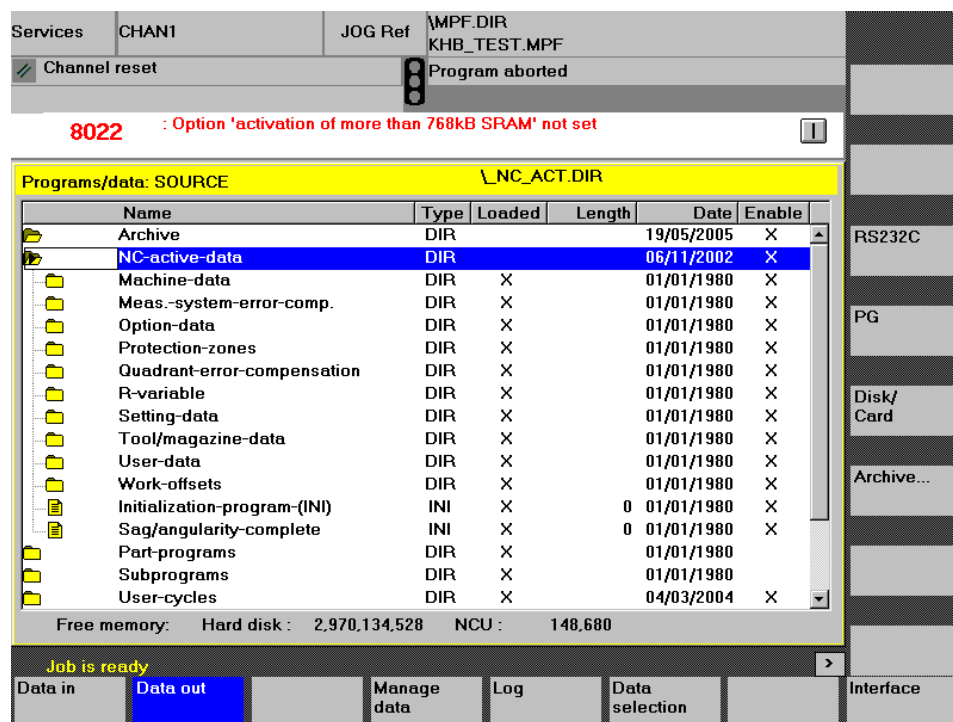 Services CHAN1 JOG Ref \MPF.DIR
KHB_TEST.MPF
Channel reset Program aborted
8022 : Option 'activation of more than 768kB SRAM' not set I
Programs/data: SOURCE \_NC_ACT.DIR
Name Type Loaded Length Date Enable
Archive DIR 19/05/2005 X
NC-active-data DIR 06/11/2002 X
Machine-data DIR X 01/01/1980 X
Meas.-system-error-comp. DIR X 01/01/1980 X
Option-data DIR X 01/01/1980 X
Protection-zones DIR X 01/01/1980 X
Quadrant-error-compensation DIR X 01/01/1980 X
R-variable DIR X 01/01/1980 X
Setting-data DIR X 01/01/1980 X
Tool/magazine-data DIR X 01/01/1980 X
User-data DIR X 01/01/1980 X
Work-offsets DIR X 01/01/1980 X
Initialization-program-(INI) INI X 0 01/01/1980 X
Sag/angularity-complete INI X 0 01/01/1980 X
Part-programs DIR X 01/01/1980
Subprograms DIR X 01/01/1980
User-cycles DIR X 04/03/2004 X
Free memory: Hard disk : 2,970,134,528 NCU : 148,680
Job is ready >
RS232C
PG
Disk/
Card
Archive...
Data in Data out Manage
data Log Data
selection Interface